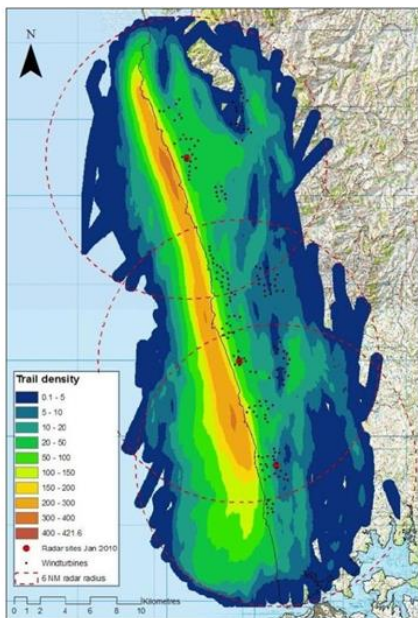 N
Trail density
0.1 - 5
5 - 10
10 - 20
20 - 50
50 - 100
100 - 150
150 - 200
200 - 300
300 - 400
400 - 421.6
Radar sites Jan 2010
Windturbines
6 NM radar radius
0 1 2 4 6 8 10 Kilometres